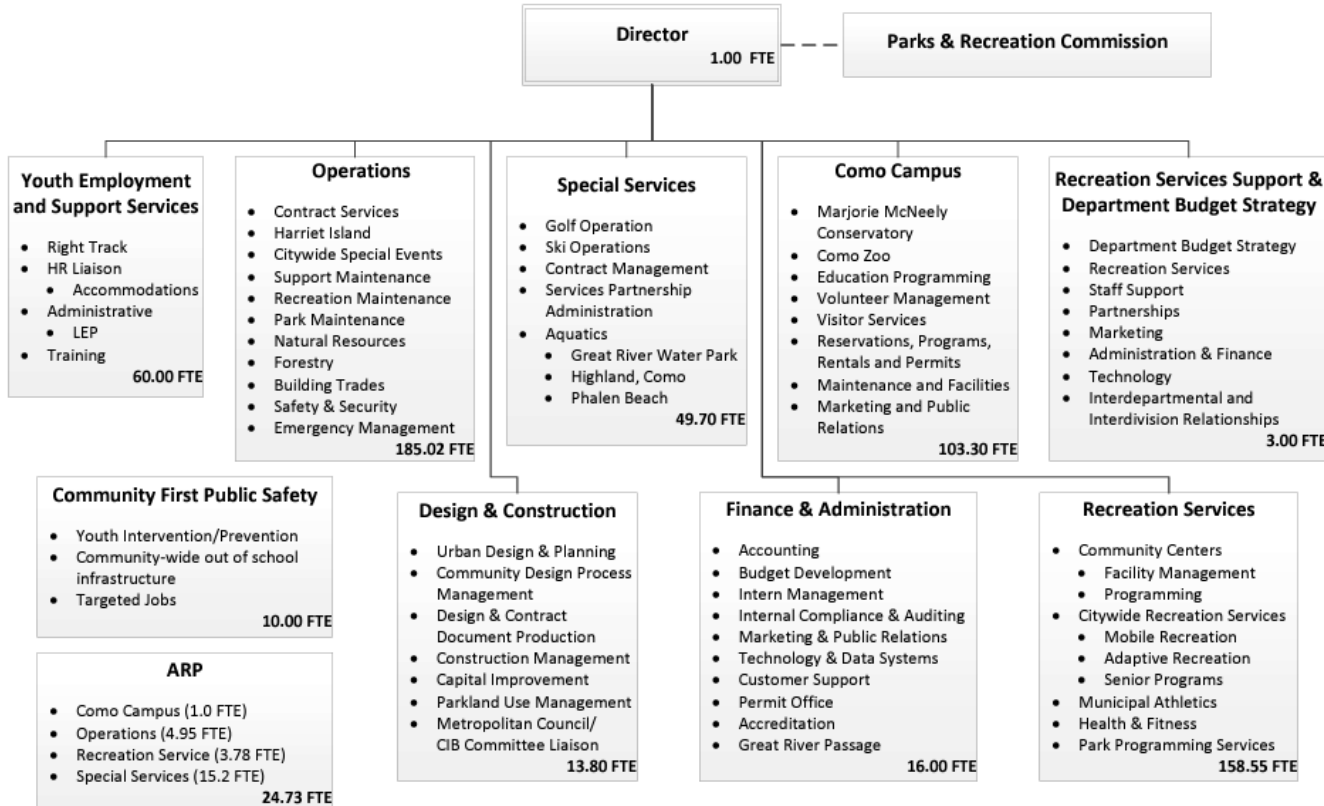 Director
1.00 FTE
Parks & Recreation Commission
Youth Employment
and Support Services
• Right Track
• HR Liaison
• Accommodations
• Administrative
• LEP
• Training
60.00 FTE
Operations
• Contract Services
• Harriet Island
• Citywide Special Events
• Support Maintenance
• Recreation Maintenance
• Park Maintenance
• Natural Resources
• Forestry
• Building Trades
• Safety & Security
• Emergency Management
185.02 FTE
Special Services
• Golf Operation
• Ski Operations
• Contract Management
• Services Partnership
Administration
• Aquatics
• Great River Water Park
• Highland, Como
• Phalen Beach
49.70 FTE
Como Campus
• Marjorie McNeely
Conservatory
• Como Zoo
• Education Programming
• Volunteer Management
• Visitor Services
• Reservations, Programs,
Rentals and Permits
• Maintenance and Facilities
• Marketing and Public
Relations
103.30 FTE
Recreation Services Support &
Department Budget Strategy
• Department Budget Strategy
• Recreation Services
• Staff Support
• Partnerships
• Marketing
• Administration & Finance
• Technology
• Interdepartmental and
Interdivision Relationships
3.00 FTE
Community First Public Safety
• Youth Intervention/Prevention
• Community-wide out of school
infrastructure
• Targeted Jobs
10.00 FTE
ARP
• Como Campus (1.0 FTE)
• Operations (4.95 FTE)
• Recreation Service (3.78 FTE)
• Special Services (15.2 FTE)
24.73 FTE
Design & Construction
• Urban Design & Planning
• Community Design Process
Management
• Design & Contract
Document Production
• Construction Management
• Capital Improvement
• Parkland Use Management
• Metropolitan Council/
CIB Committee Liaison
13.80 FTE
Finance & Administration
• Accounting
• Budget Development
• Intern Management
• Internal Compliance & Auditing
• Marketing & Public Relations
• Technology & Data Systems
• Customer Support
• Permit Office
• Accreditation
• Great River Passage
16.00 FTE
Recreation Services
• Community Centers
• Facility Management
• Programming
• Citywide Recreation Services
• Mobile Recreation
• Adaptive Recreation
• Senior Programs
• Municipal Athletics
• Health & Fitness
• Park Programming Services
158.55 FTE